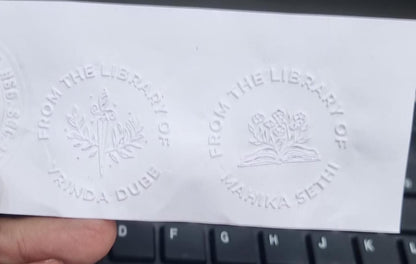 FROM THE LIBRARY OF
VRINDA DUBE
FROM THE LIBRARY OF
MAHIKA SETHI
D
F
G
H
J
K